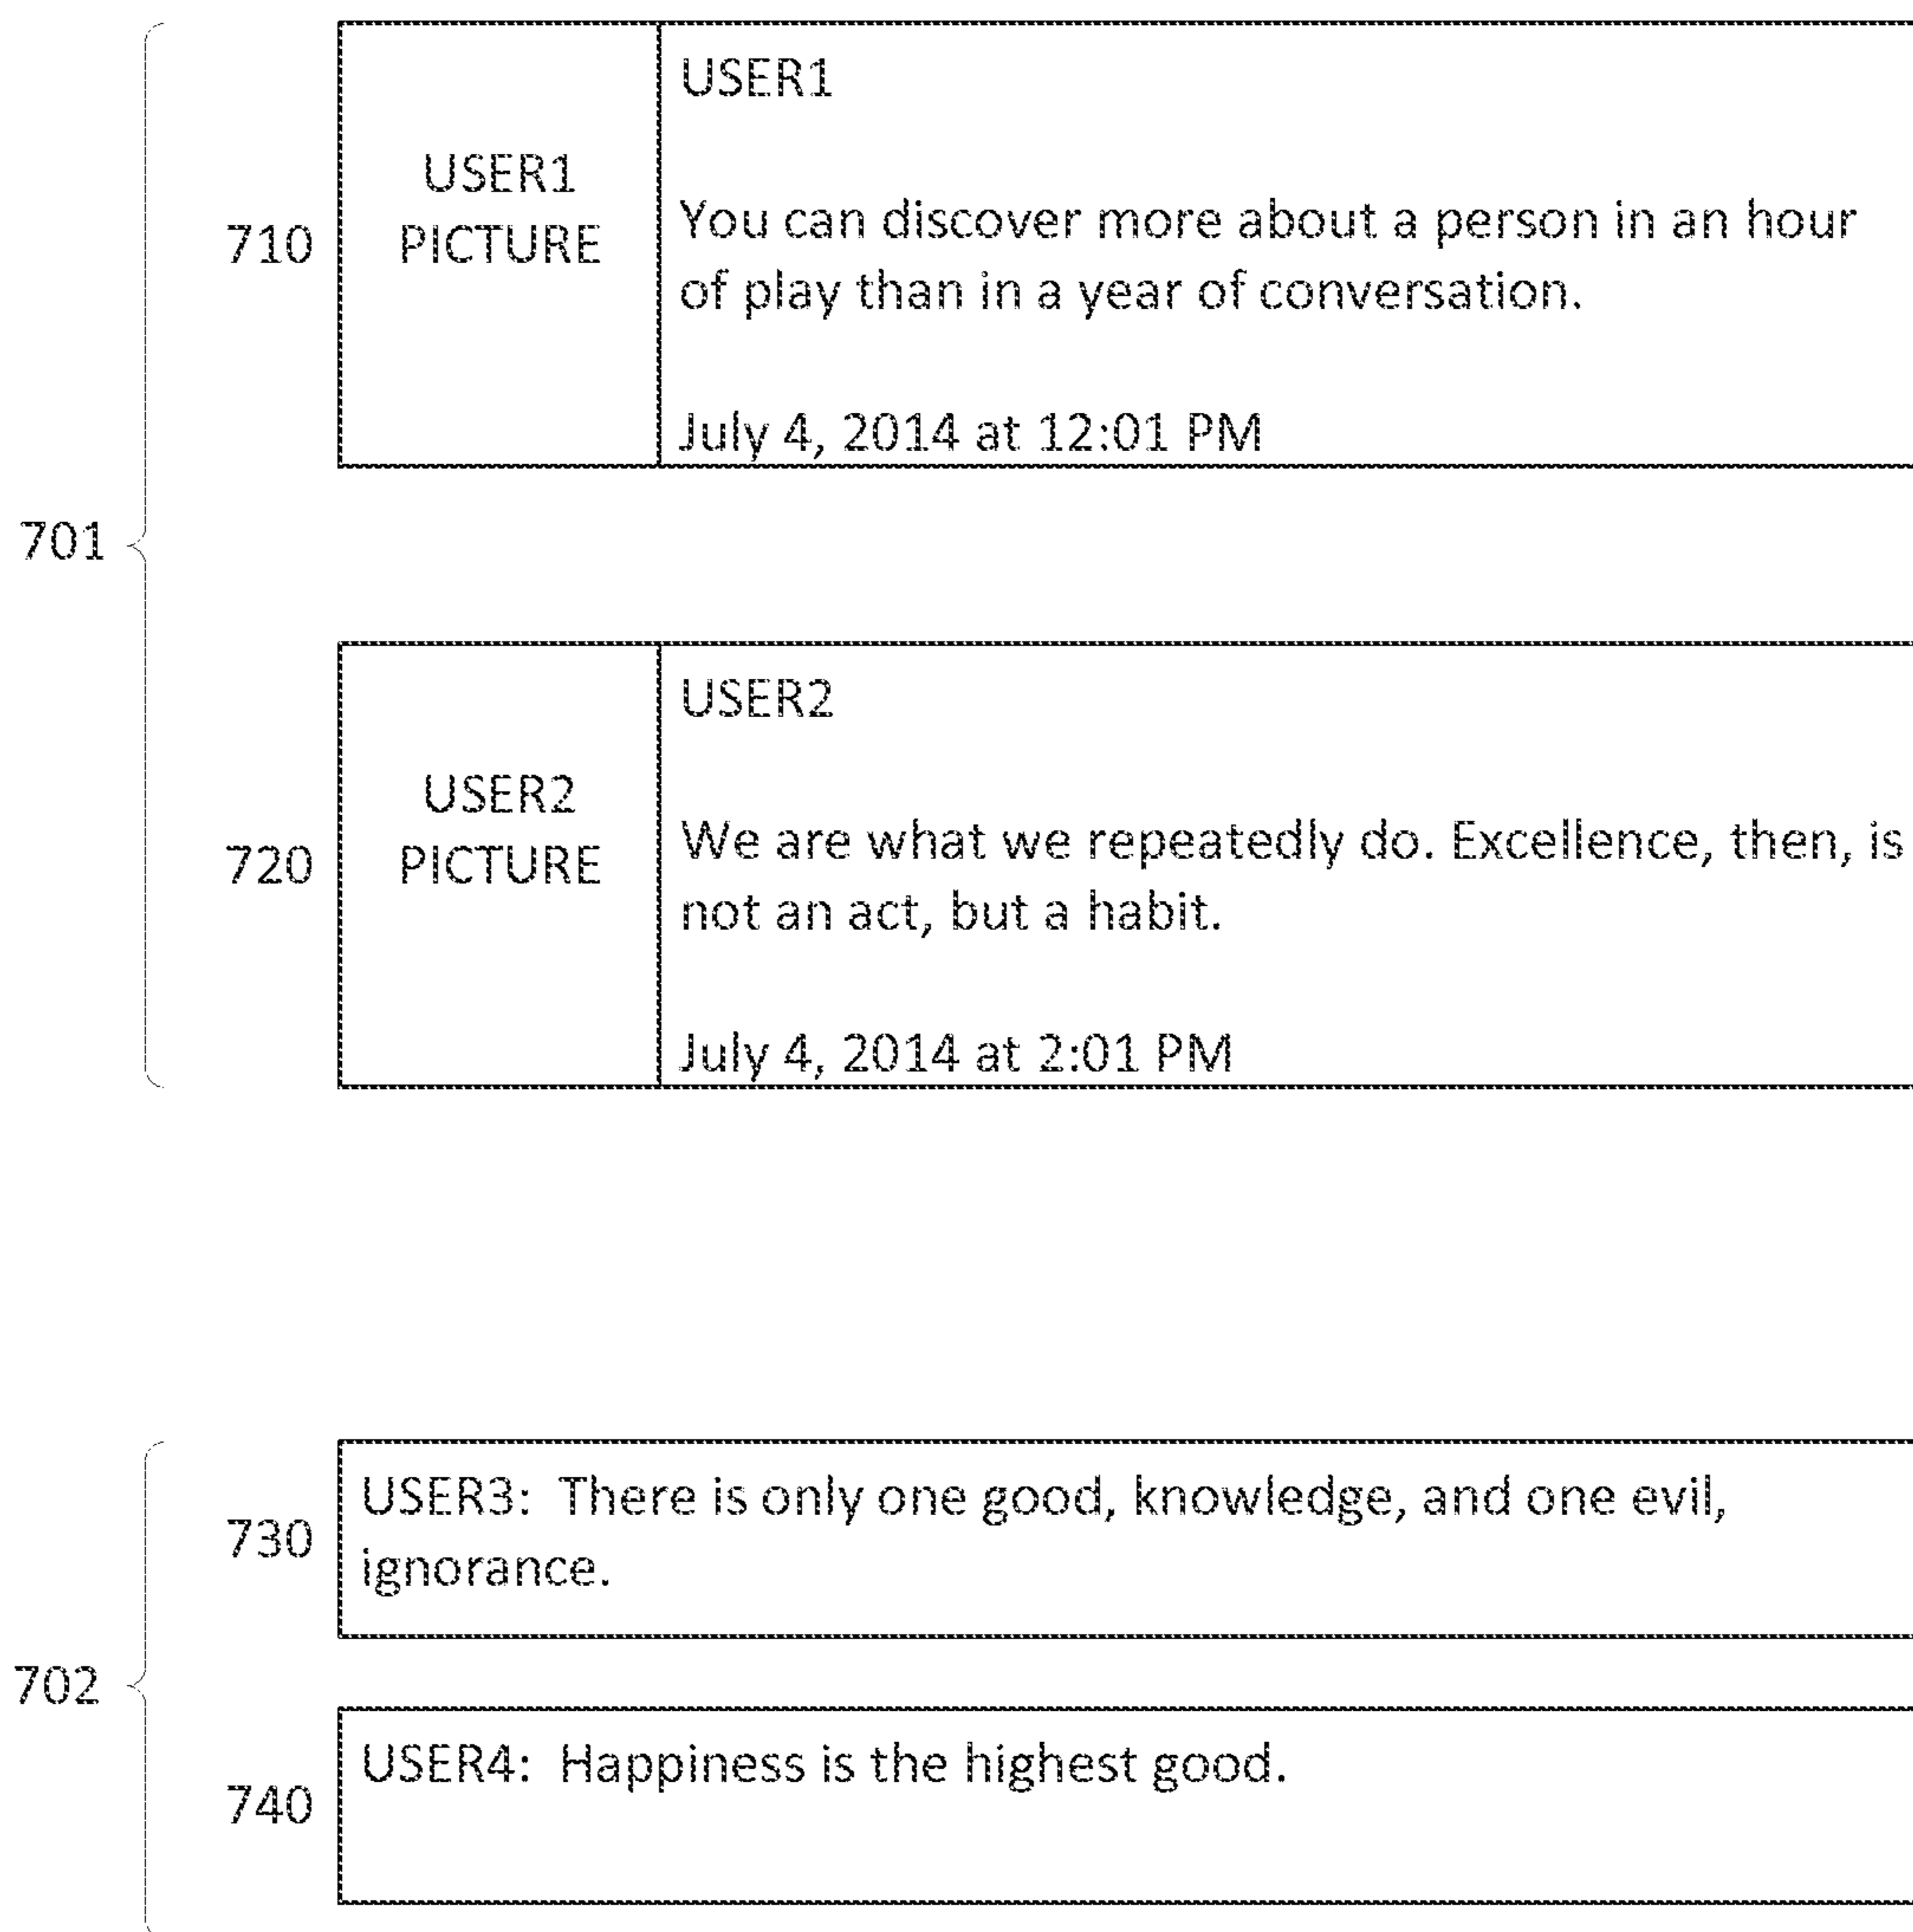 701
710
USER1
PICTURE
USER1
You can discover more about a person in an hour
of play than in a year of conversation.
July 4, 2014 at 12:01 PM
720
USER2
PICTURE
USER2
We are what we repeatedly do. Excellence, then, is
not an act, but a habit.
July 4, 2014 at 2:01 PM
702
730
USER3: There is only one good, knowledge, and one evil,
ignorance.
740
USER4: Happiness is the highest good.